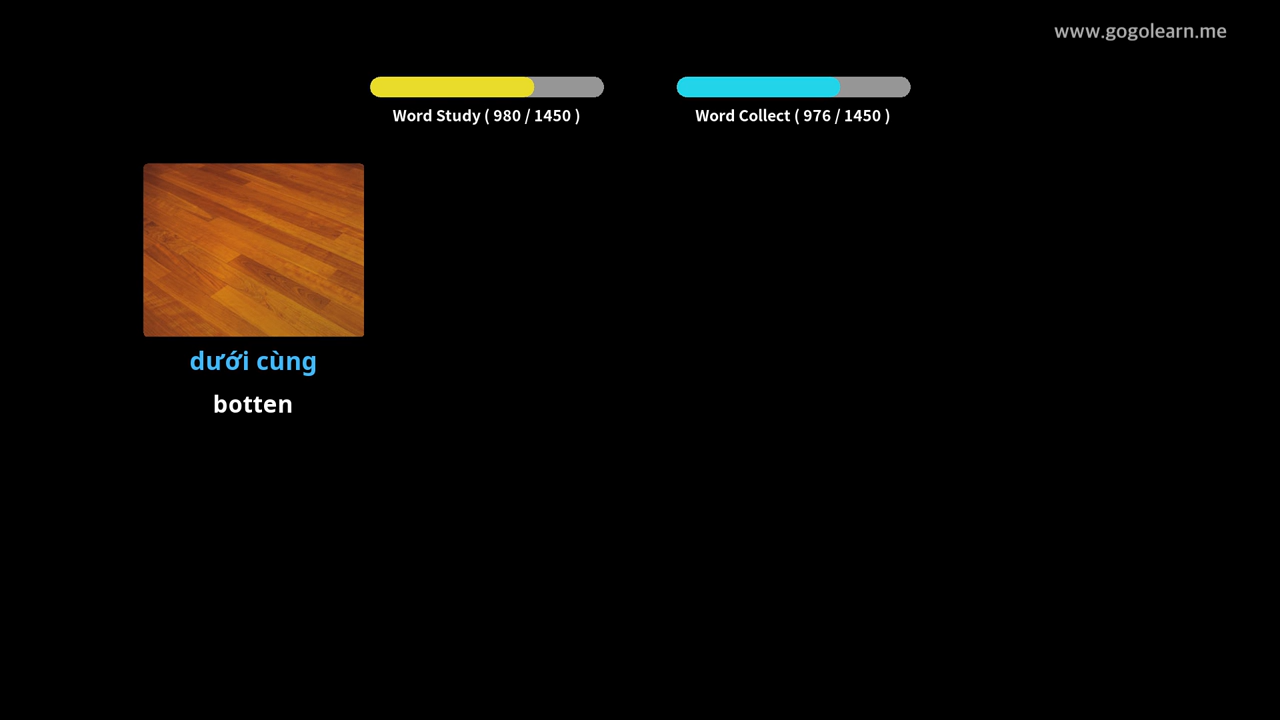 www.gogolearn.me
Word Study ( 980 / 1450 )
Word Collect ( 976 / 1450 )
dưới cùng
botten